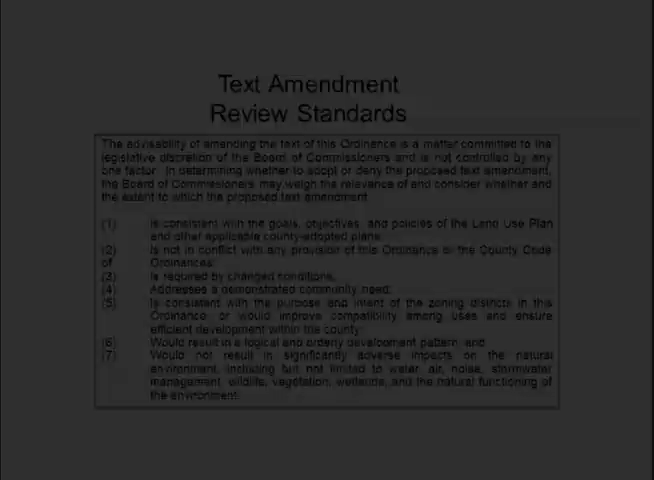 Text Amendment
Review Standards
The advisability of amending the text of this Ordinance is a matter committed to the
legislative discretion of the Board of Commissioners and is not controlled by any
one factor. In determining whether to adopt or deny the proposed text amendment,
the Board of Commissioners may weigh the relevance of and consider whether and
the extent to which the proposed text amendment:
(1) Is consistent with the goals, objectives, and policies of the Land Use Plan
and other applicable county-adopted plans;
(2) Is not in conflict with any provision of this Ordinance or the County Code
of Ordinances;
(3) Is required by changed conditions;
(4) Addresses a demonstrated community need;
(5) Is consistent with the purpose and intent of the zoning districts in this
Ordinance, or would improve compatibility among uses and ensure
efficient development within the county;
(6) Would result in a logical and orderly development pattern; and
(7) Would not result in significantly adverse impacts on the natural
environment, including but not limited to water, air, noise, stormwater
management, wildlife, vegetation, wetlands, and the natural functioning of
the environment.